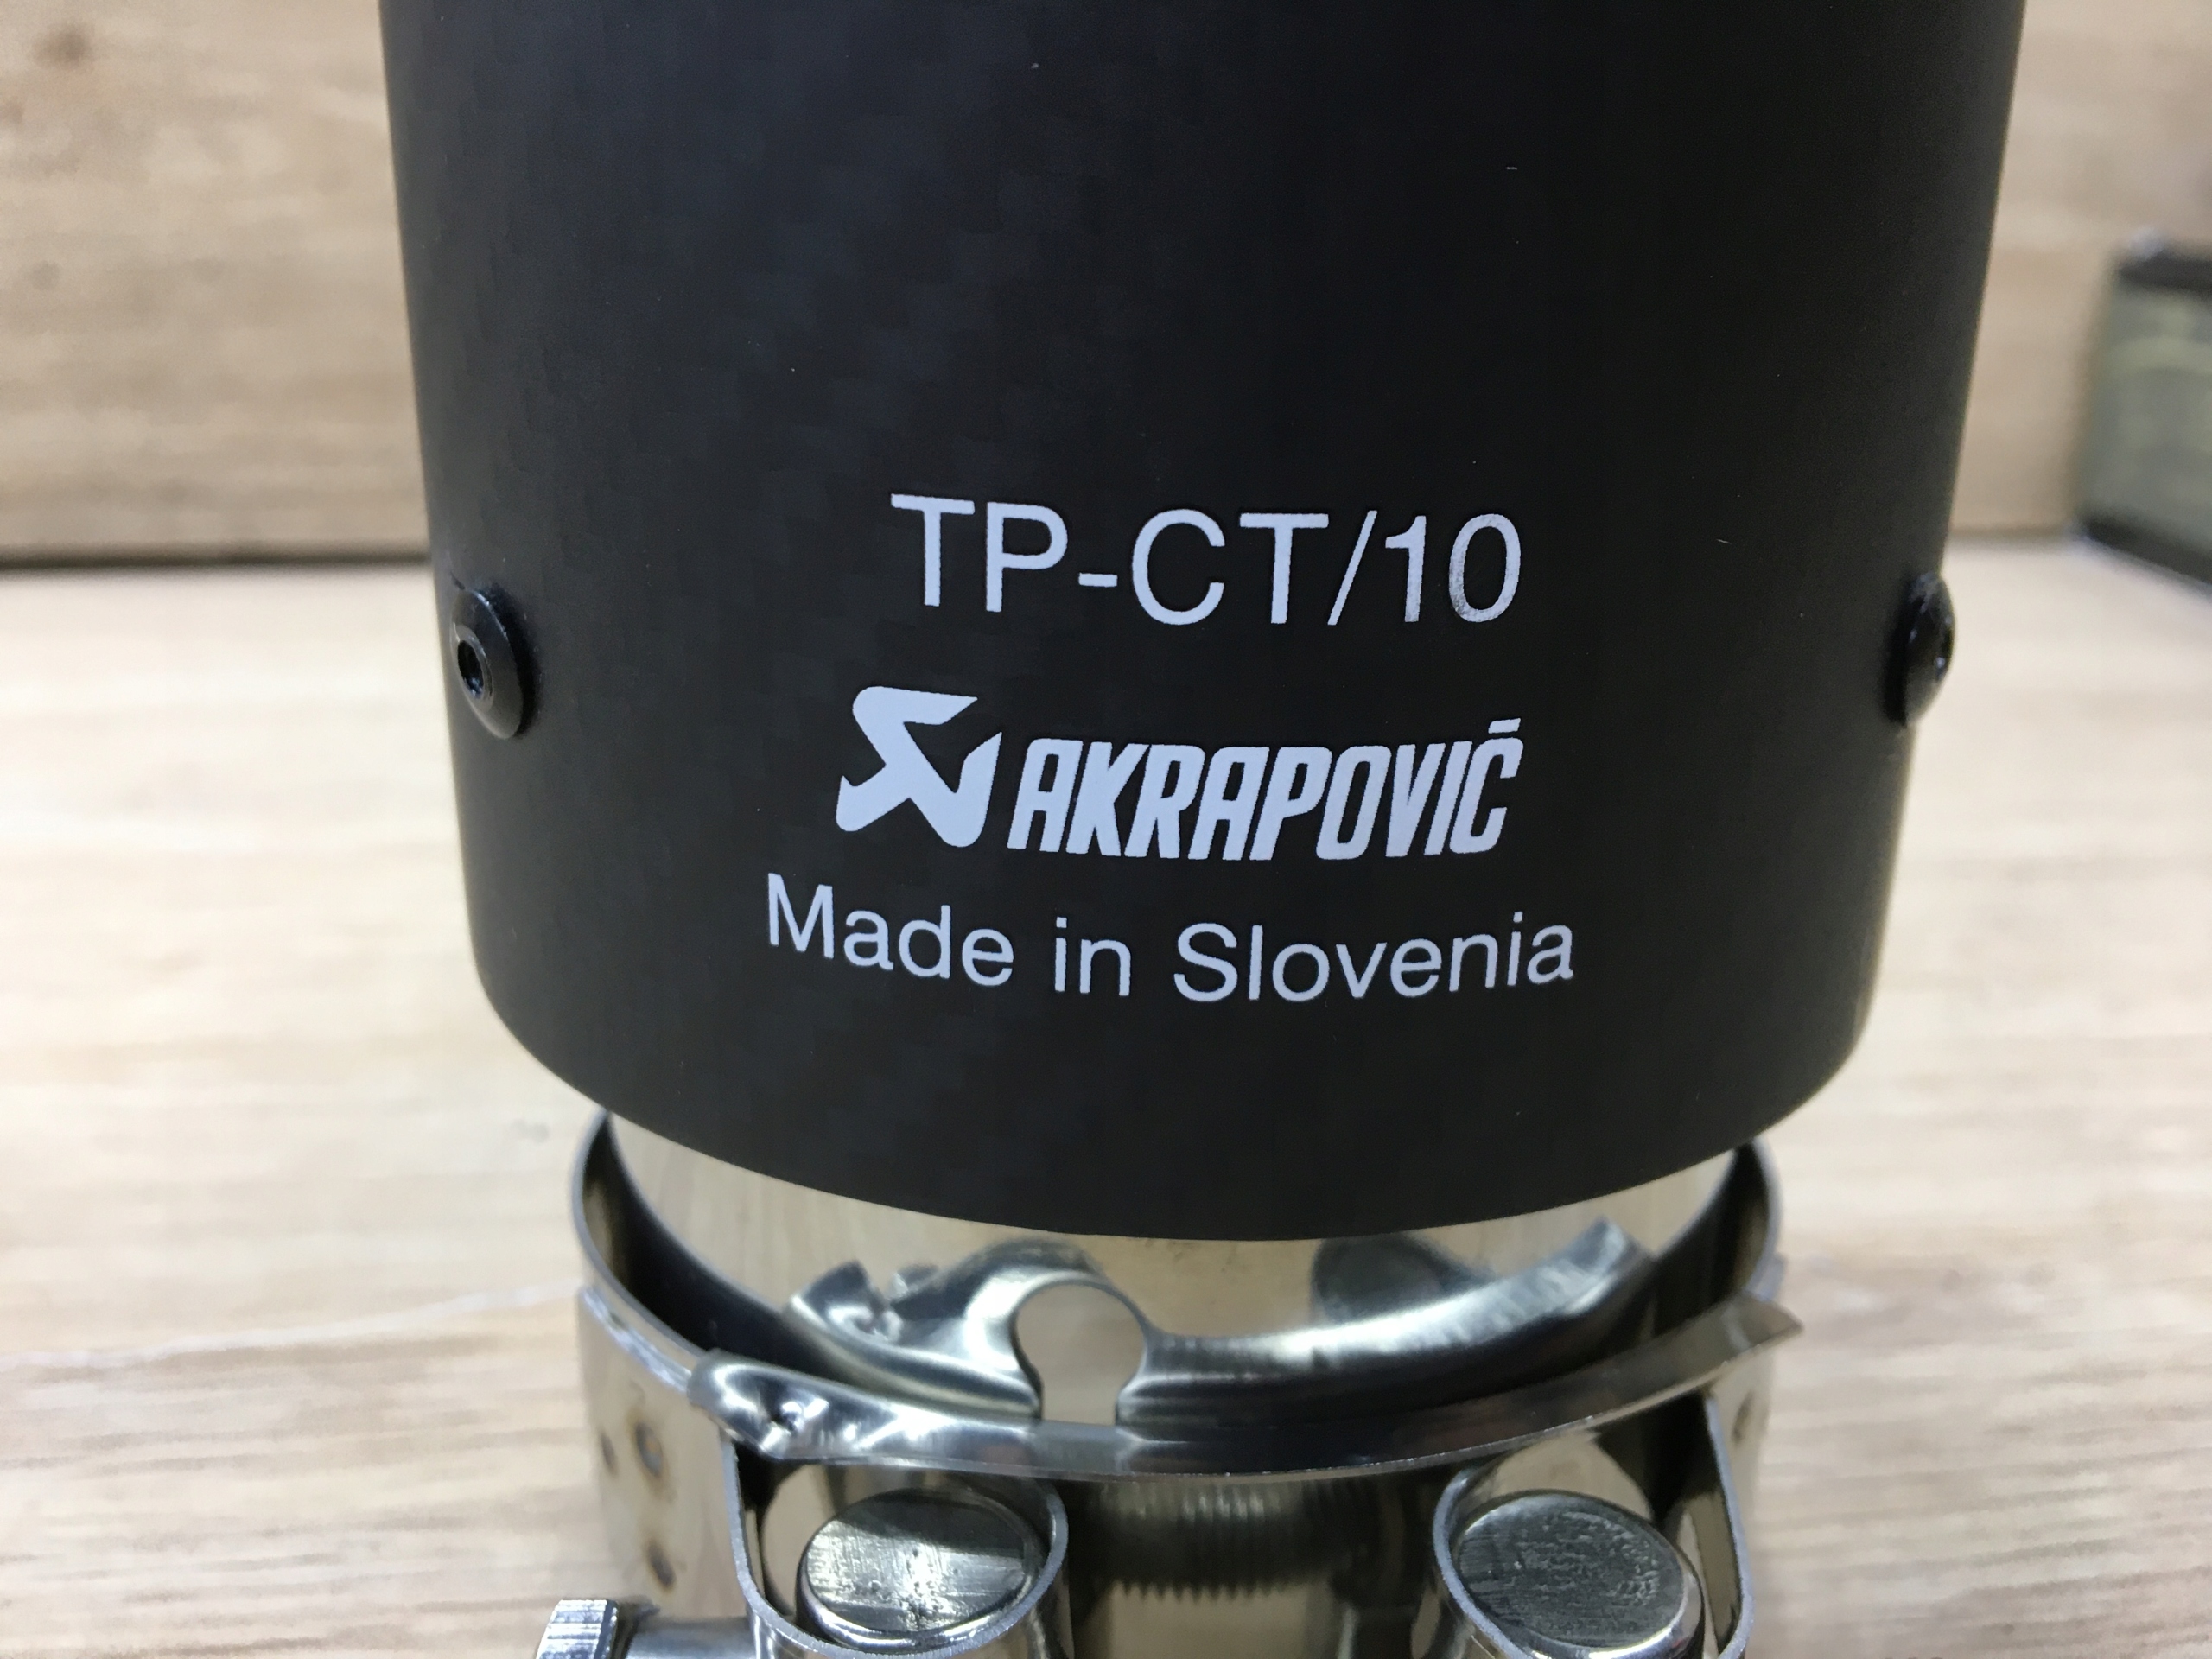 TP-CT/10
AKRAPOVIČ
Made in Slovenia